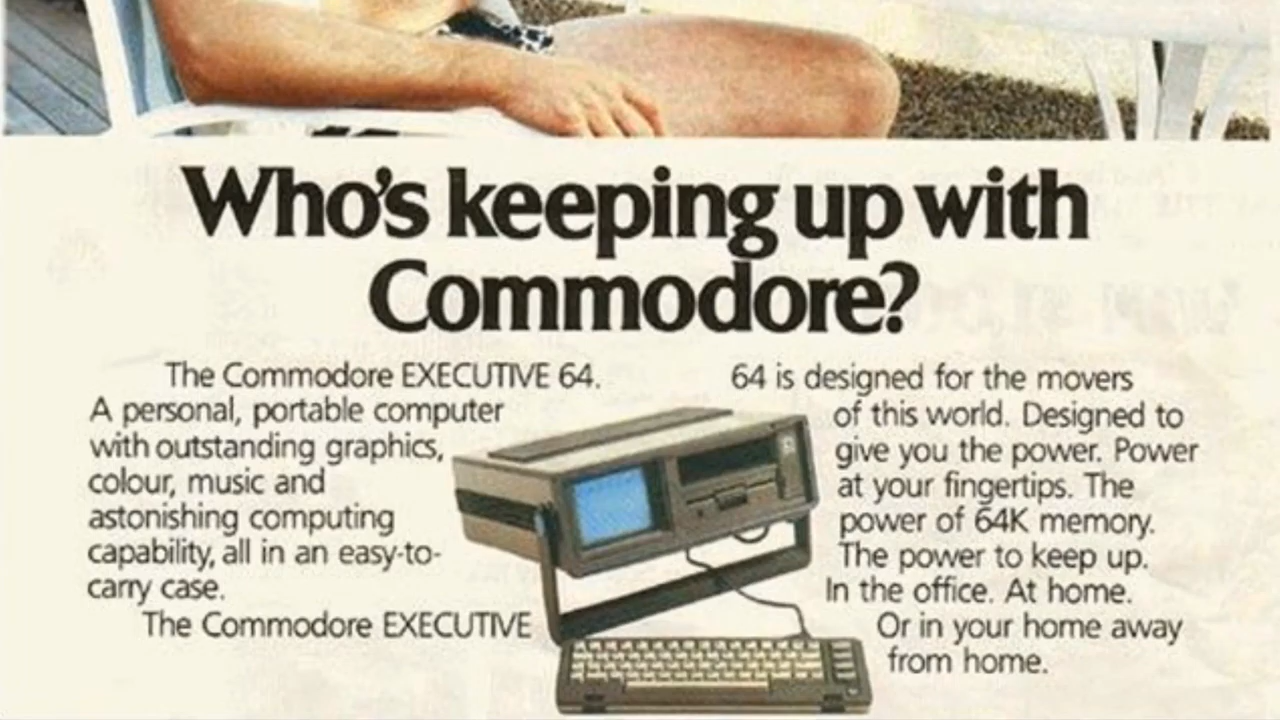 Who's keeping up with
Commodore?
The Commodore EXECUTIVE 64.
A personal, portable computer
with outstanding graphics,
colour, music and
astonishing computing
capability, all in an easy-to-
carry case.
The Commodore EXECUTIVE
64 is designed for the movers
of this world. Designed to
give you the power. Power
at your fingertips. The
power of 64K memory.
The power to keep up.
In the office. At home.
Or in your home away
from home.